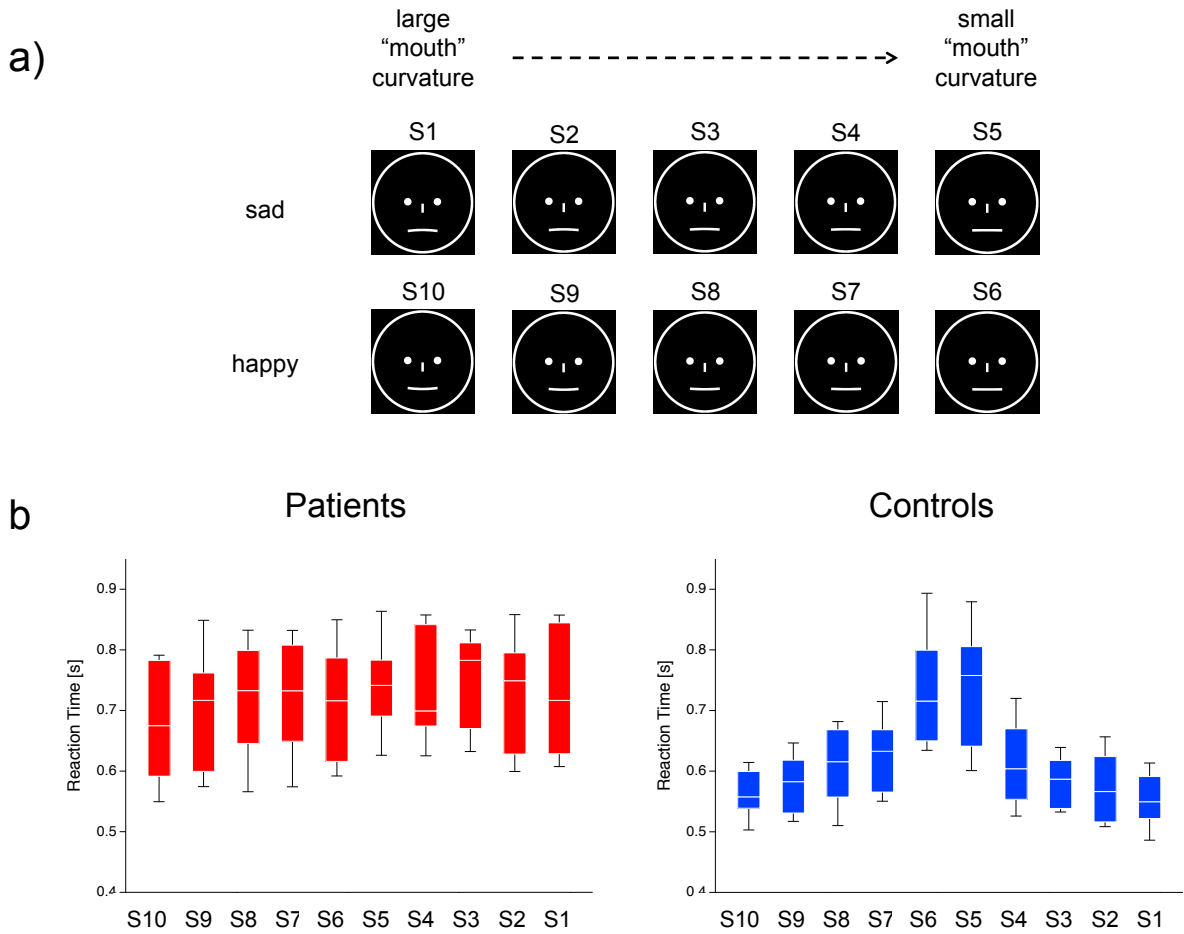 a)
large
“mouth”
curvature
small
“mouth”
curvature
S1 S2 S3 S4 S5
sad
S10 S9 S8 S7 S6
happy
b
Patients
Controls
Reaction Time [s]
0.9
0.8
0.7
0.6
0.5
0.4
S10 S9 S8 S7 S6 S5 S4 S3 S2 S1
Reaction Time [s]
0.9
0.8
0.7
0.6
0.5
0.4
S10 S9 S8 S7 S6 S5 S4 S3 S2 S1